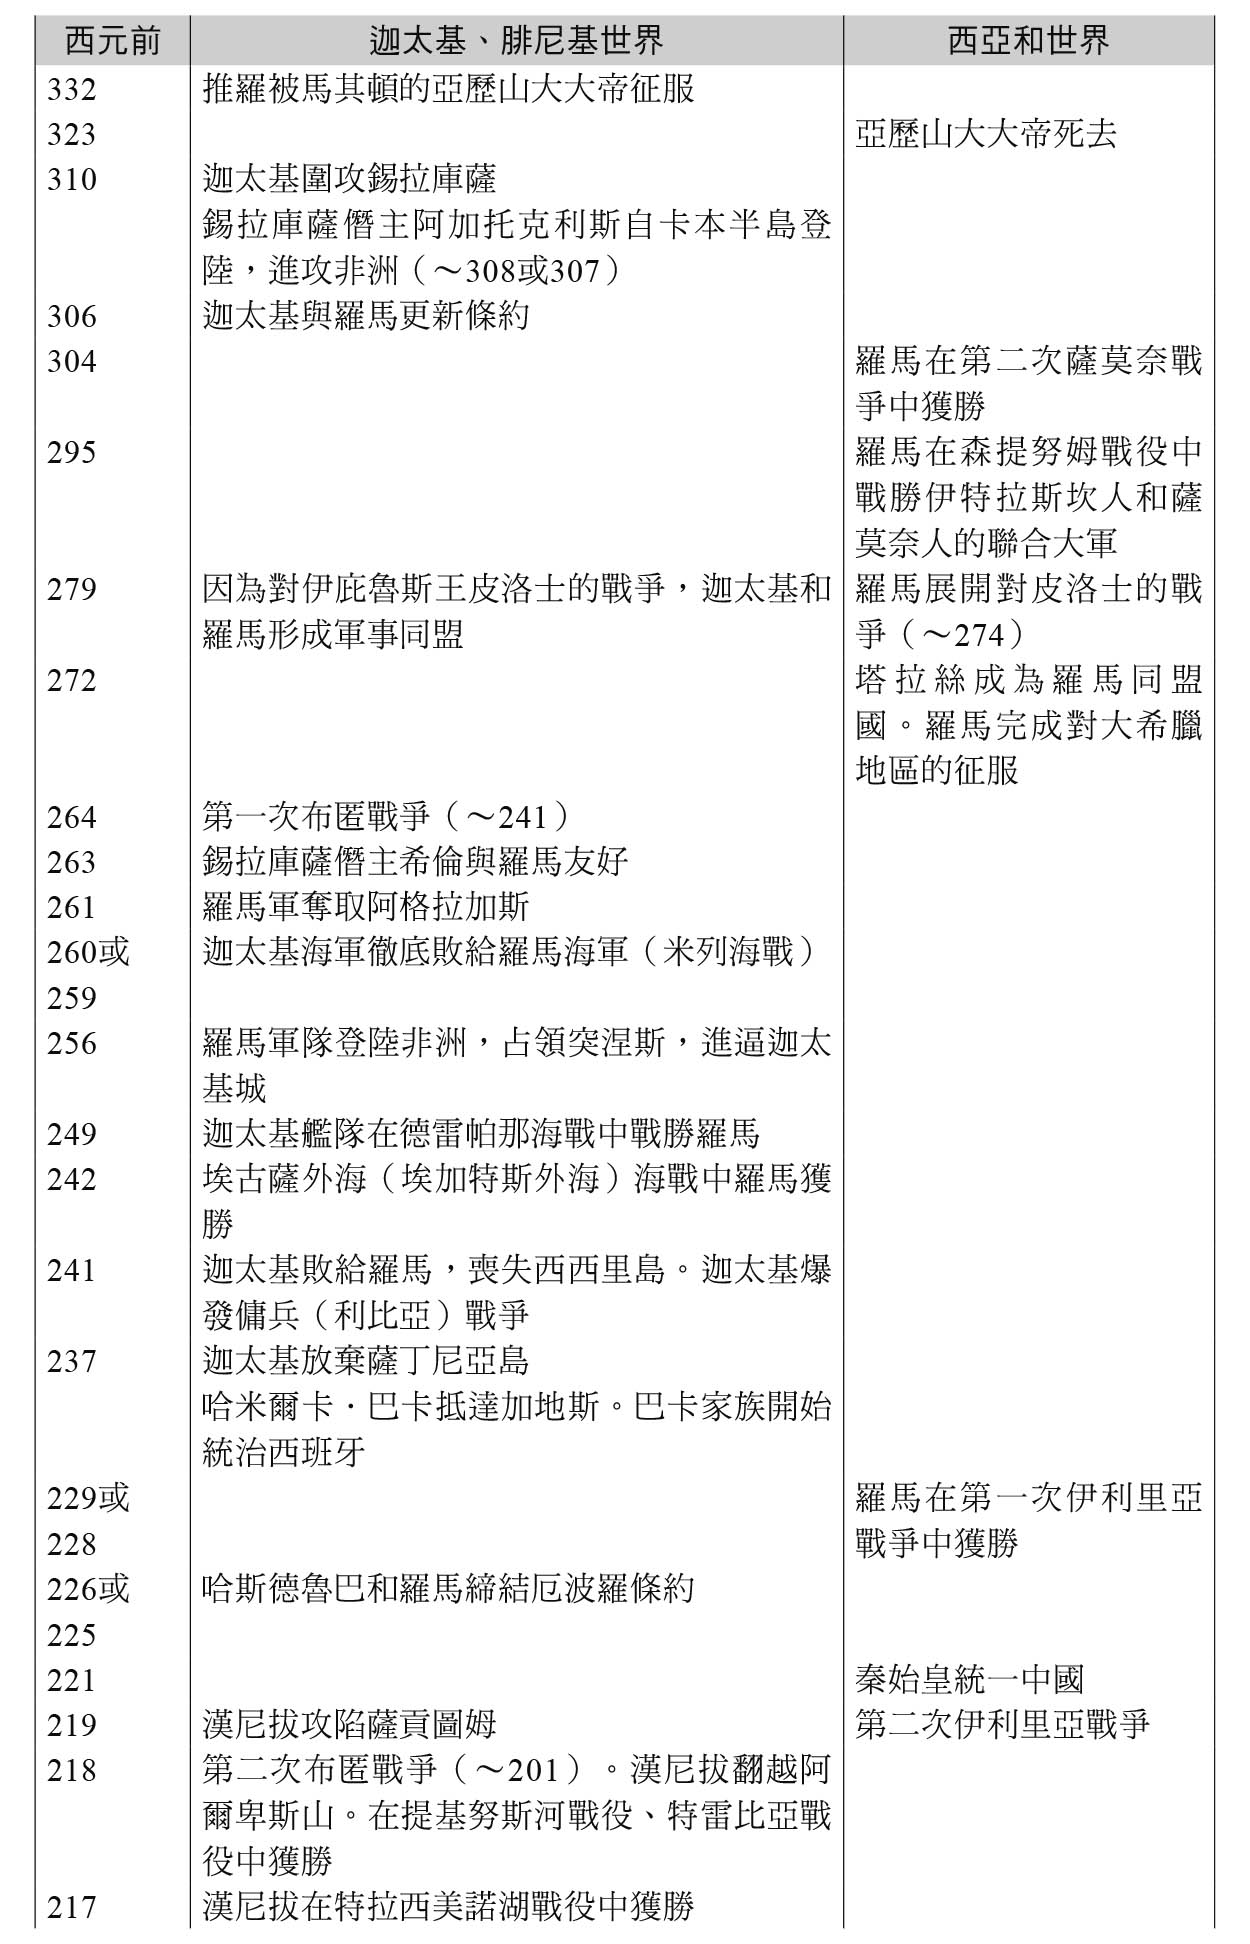 西元前 迦太基、腓尼基世界 西亞和世界
332 推羅被馬其頓的亞歷山大大帝征服
323 亞歷山大大帝死去
310 迦太基圍攻錫拉庫薩
錫拉庫薩僭主阿加托克利斯自卡本半島登
陸，進攻非洲（～308或307）
306 迦太基與羅馬更新條約
304 羅馬在第二次薩莫奈戰
爭中獲勝
295 羅馬在森提努姆戰役中
戰勝伊特拉斯坎人和薩
莫奈人的聯合大軍
279 因為對伊庇魯斯王皮洛士的戰爭，迦太基和 羅馬展開對皮洛士的戰
羅馬形成軍事同盟 爭（～274）
272 塔拉絲成為羅馬同盟
國。羅馬完成對大希臘
地區的征服
264 第一次布匿戰爭（～241）
263 錫拉庫薩僭主希倫與羅馬友好
261 羅馬軍奪取阿格拉加斯
260或 迦太基海軍徹底敗給羅馬海軍（米列海戰）
259
256 羅馬軍隊登陸非洲，占領突涅斯，進逼迦太
基城
249 迦太基艦隊在德雷帕那海戰中戰勝羅馬
242 埃古薩外海（埃加特斯外海）海戰中羅馬獲
勝
241 迦太基敗給羅馬，喪失西西里島。迦太基爆
發傭兵（利比亞）戰爭
237 迦太基放棄薩丁尼亞島
哈米爾卡．巴卡抵達加地斯。巴卡家族開始
統治西班牙
229或 羅馬在第一次伊利里亞
228 戰爭中獲勝
226或 哈斯德魯巴和羅馬締結厄波羅條約
225
221 秦始皇統一中國
219 漢尼拔攻陷薩貢圖姆 第二次伊利里亞戰爭
218 第二次布匿戰爭（～201）。漢尼拔翻越阿
爾卑斯山。在提基努斯河戰役、特雷比亞戰
役中獲勝
217 漢尼拔在特拉西美諾湖戰役中獲勝